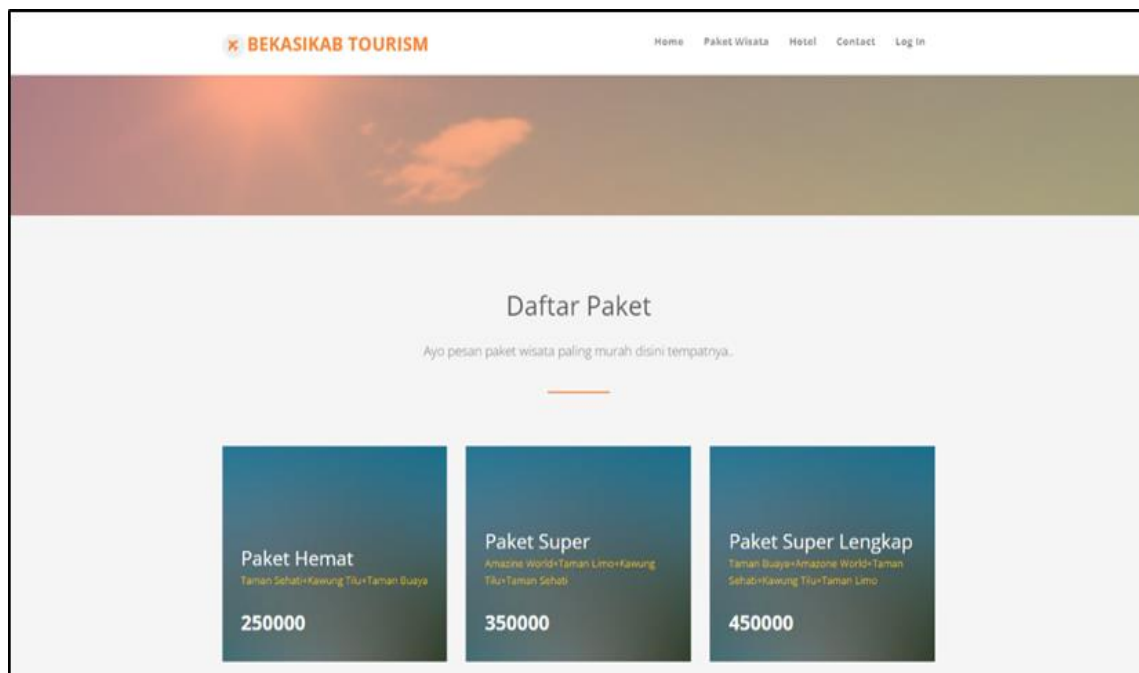 BEKASIKAB TOURISM
Home Paket Wisata Hotel Contact Log In
Daftar Paket
Ayo pesan paket wisata paling murah disini tempatnya..
Paket Hemat
Taman Sehati+Kawung Tilu+Taman Buaya
250000
Paket Super
Amazine World+Taman Limo+Kawung
Tilu+Taman Sehati
350000
Paket Super Lengkap
Taman Buaya+Amazone World+Taman
Sehati+Kawung Tilu+Taman Limo
450000